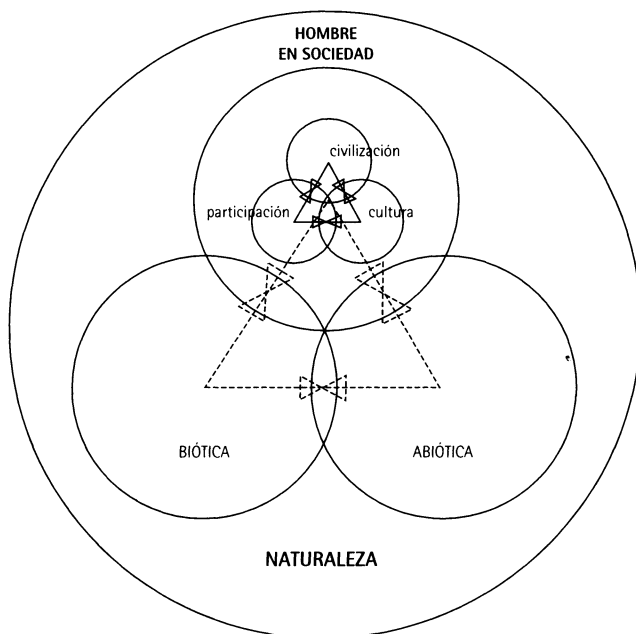 HOMBRE
EN SOCIEDAD
civilización
participación
cultura
BIÓTICA
ABIÓTICA
NATURALEZA